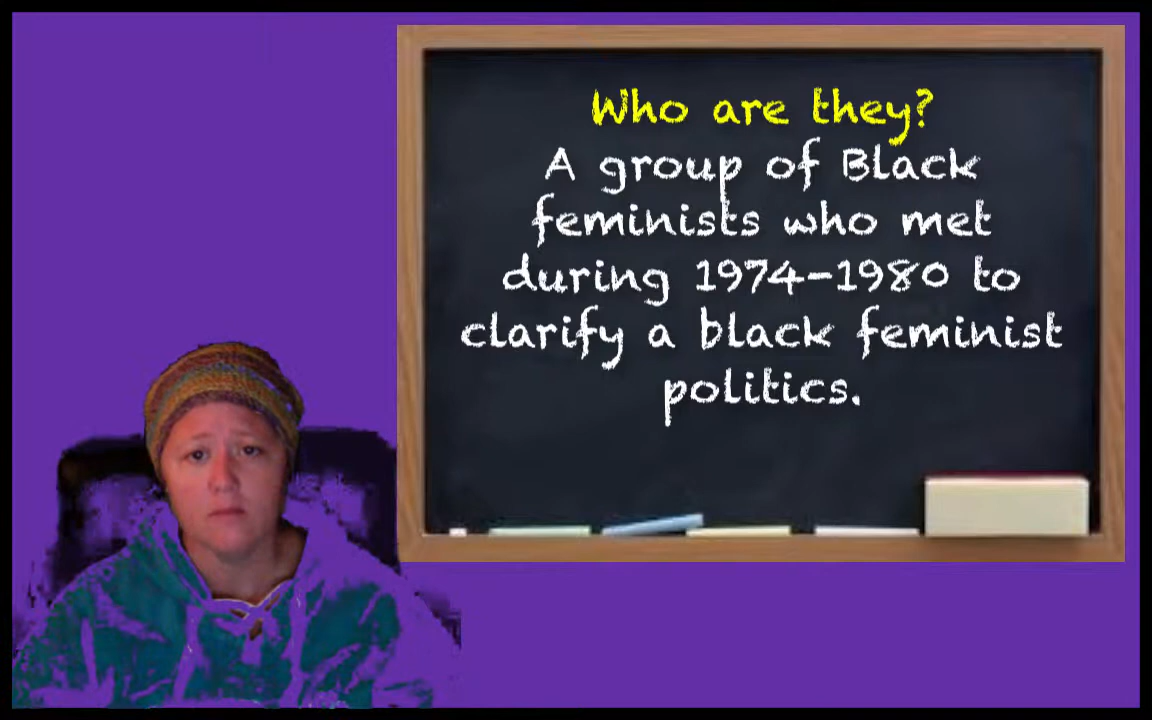 Who are they?
A group of Black
feminists who met
during 1974-1980 to
clarify a black feminist
politics.